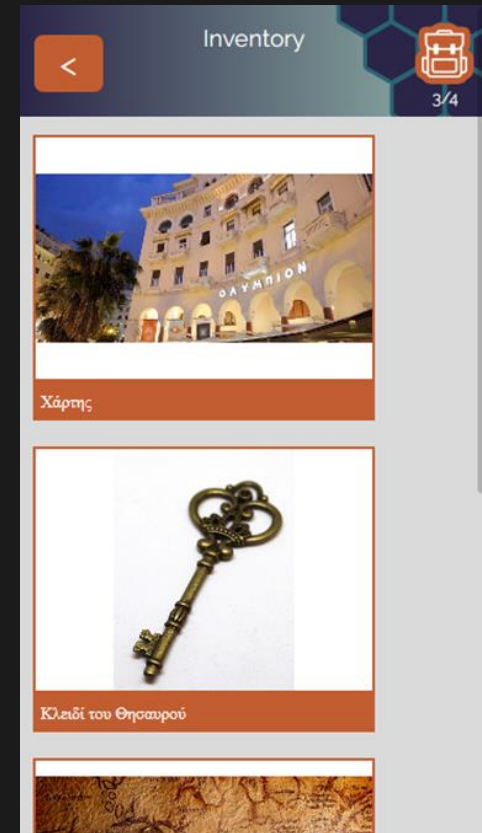 <
Inventory
3/4
ΟΛΥΜΠΙΟΝ
Χάρτης
Κλειδί του Θησαυρού